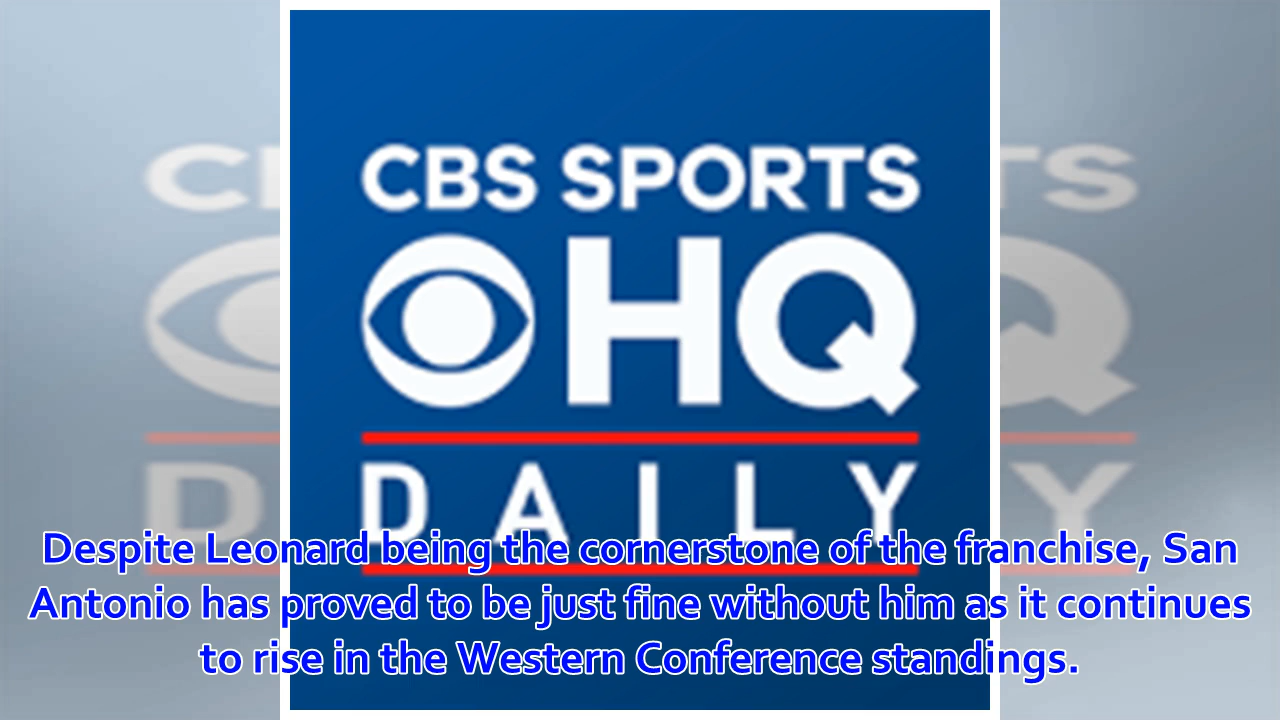 CBS SPORTS
HQ
DAILY
Despite Leonard being the cornerstone of the franchise, San
Antonio has proved to be just fine without him as it continues
to rise in the Western Conference standings.